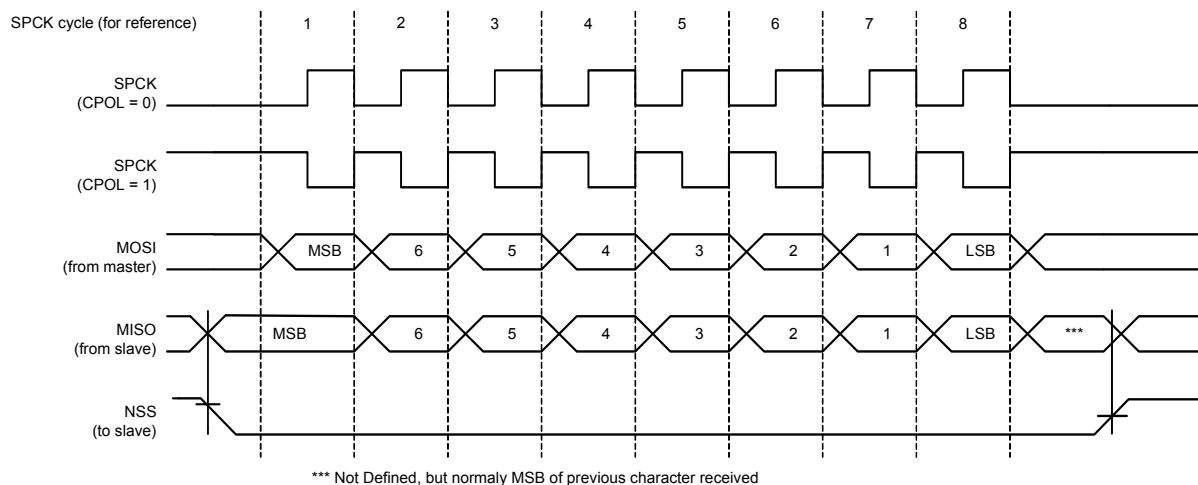 SPCK cycle (for reference) 1 2 3 4 5 6 7 8
SPCK
(CPOL = 0)
SPCK
(CPOL = 1)
MOSI
(from master)
MSB 6 5 4 3 2 1 LSB
MISO
(from slave)
MSB 6 5 4 3 2 1 LSB ***
NSS
(to slave)
*** Not Defined, but normaly MSB of previous character received